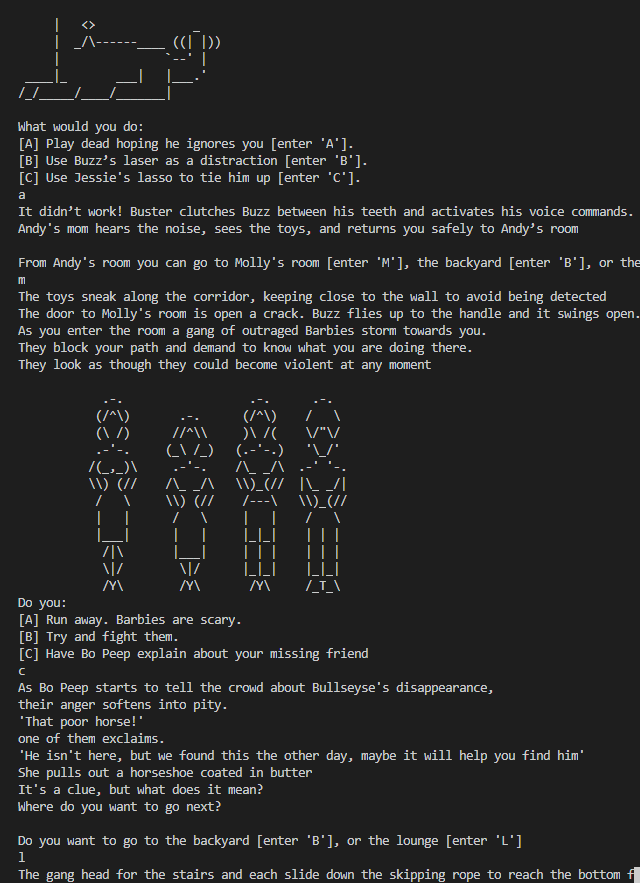 What would you do:
[A] Play dead hoping he ignores you [enter 'A'].
[B] Use Buzz’s laser as a distraction [enter 'B'].
[C] Use Jessie's lasso to tie him up [enter 'C'].
a
It didn’t work! Buster clutches Buzz between his teeth and activates his voice commands.
Andy's mom hears the noise, sees the toys, and returns you safely to Andy’s room
From Andy's room you can go to Molly's room [enter 'M'], the backyard [enter 'B'], or the
m
The toys sneak along the corridor, keeping close to the wall to avoid being detected
The door to Molly's room is open a crack. Buzz flies up to the handle and it swings open.
As you enter the room a gang of outraged Barbies storm towards you.
They block your path and demand to know what you are doing there.
They look as though they could become violent at any moment
Do you:
[A] Run away. Barbies are scary.
[B] Try and fight them.
[C] Have Bo Peep explain about your missing friend
c
As Bo Peep starts to tell the crowd about Bullseyse's disappearance,
their anger softens into pity.
'That poor horse!'
one of them exclaims.
'He isn't here, but we found this the other day, maybe it will help you find him'
She pulls out a horseshoe coated in butter
It's a clue, but what does it mean?
Where do you want to go next?
Do you want to go to the backyard [enter 'B'], or the lounge [enter 'L']
l
The gang head for the stairs and each slide down the skipping rope to reach the bottom f